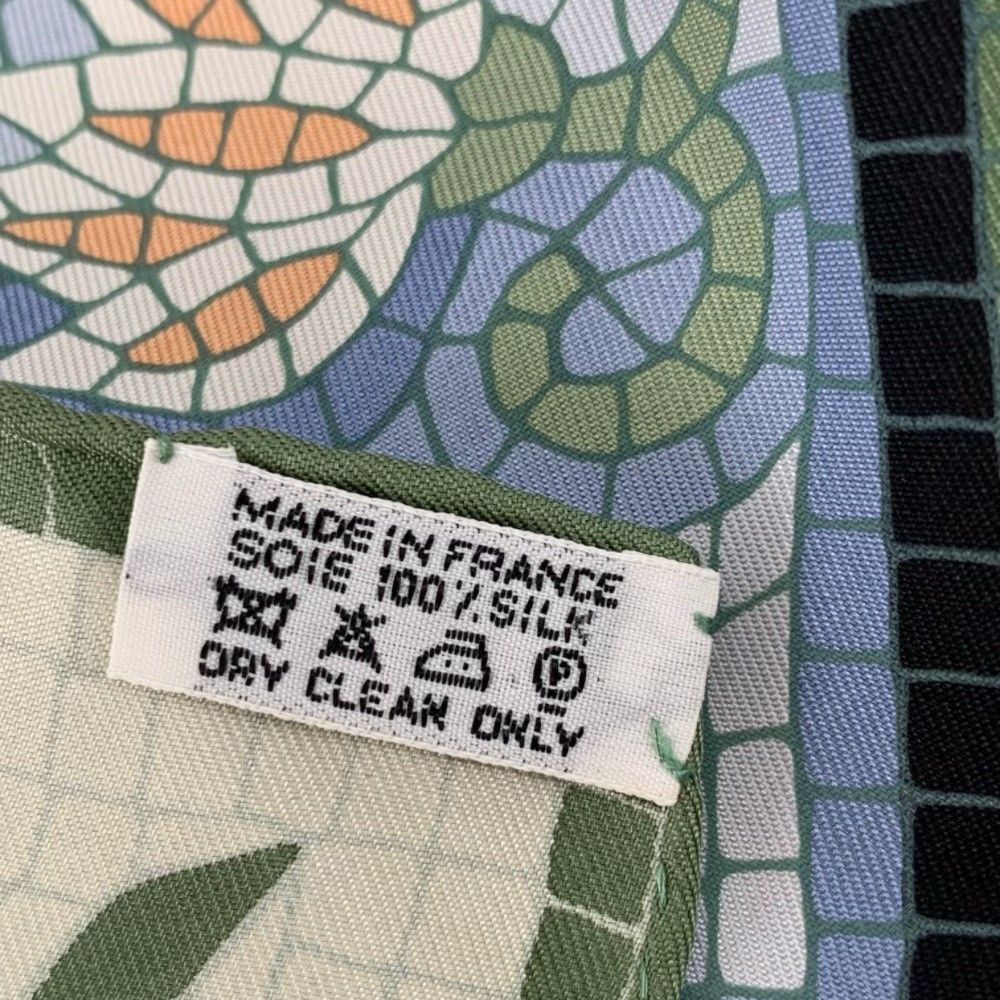 MADE IN FRANCE
SOIE 100% SILK
P
DRY CLEAN ONLY